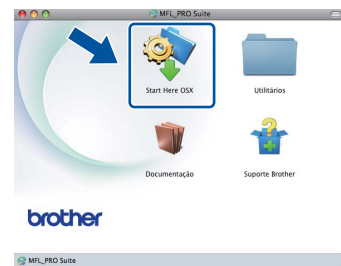 MFL_PRO Suite
Start Here OSX
Utilitários
Documentação
Suporte Brother
brother
MFL_PRO Suite